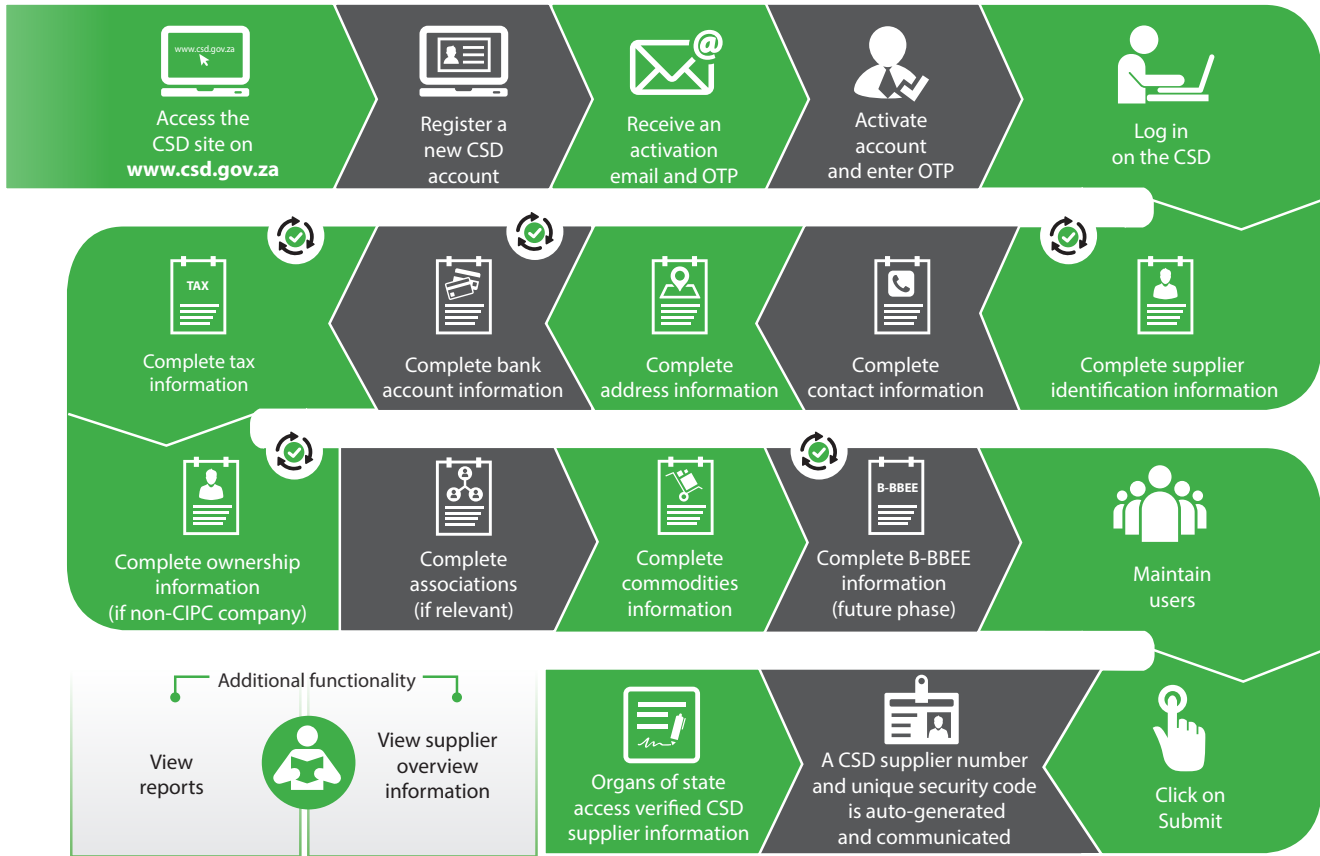 www.csd.gov.za
Access the
CSD site on
www.csd.gov.za
Register a
new CSD
account
Receive an
activation
email and OTP
Activate
account
and enter OTP
Log in
on the CSD
@
Complete supplier
identification information
Complete
contact information
Complete
address information
Complete bank
account information
TAX
Complete tax
information
Complete ownership
information
(if non-CIPC company)
Complete
associations
(if relevant)
Complete
commodities
information
B-BBEE
Complete B-BBEE
information
(future phase)
Maintain
users
Click on
Submit
A CSD supplier number
and unique security code
is auto-generated
and communicated
Organs of state
access verified CSD
supplier information
Additional functionality
View
reports
View supplier
overview
information